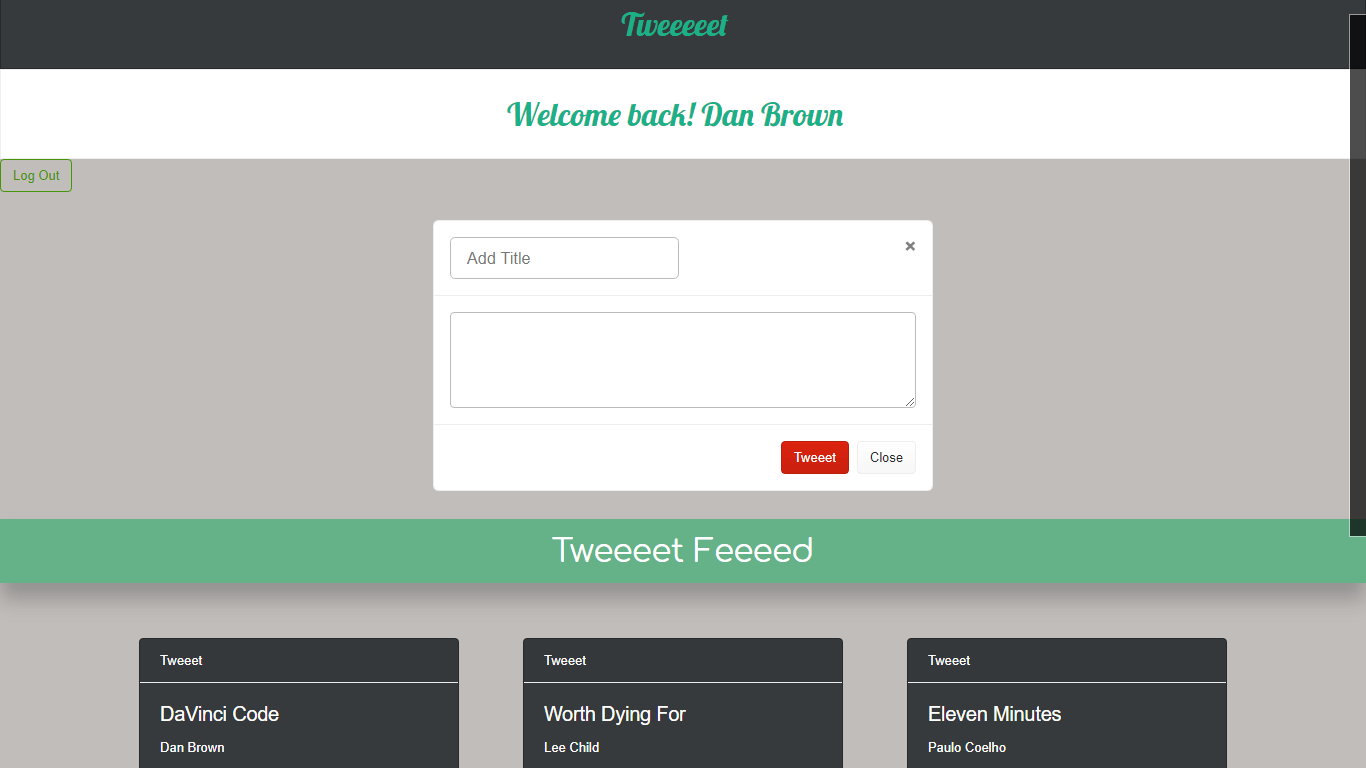 Tweeeeet
Welcome back! Dan Brown
Log Out
Add Title
×
Tweeet Close
Tweeeet Feeeed
Tweeet
DaVinci Code
Dan Brown
Tweeet
Worth Dying For
Lee Child
Tweeet
Eleven Minutes
Paulo Coelho